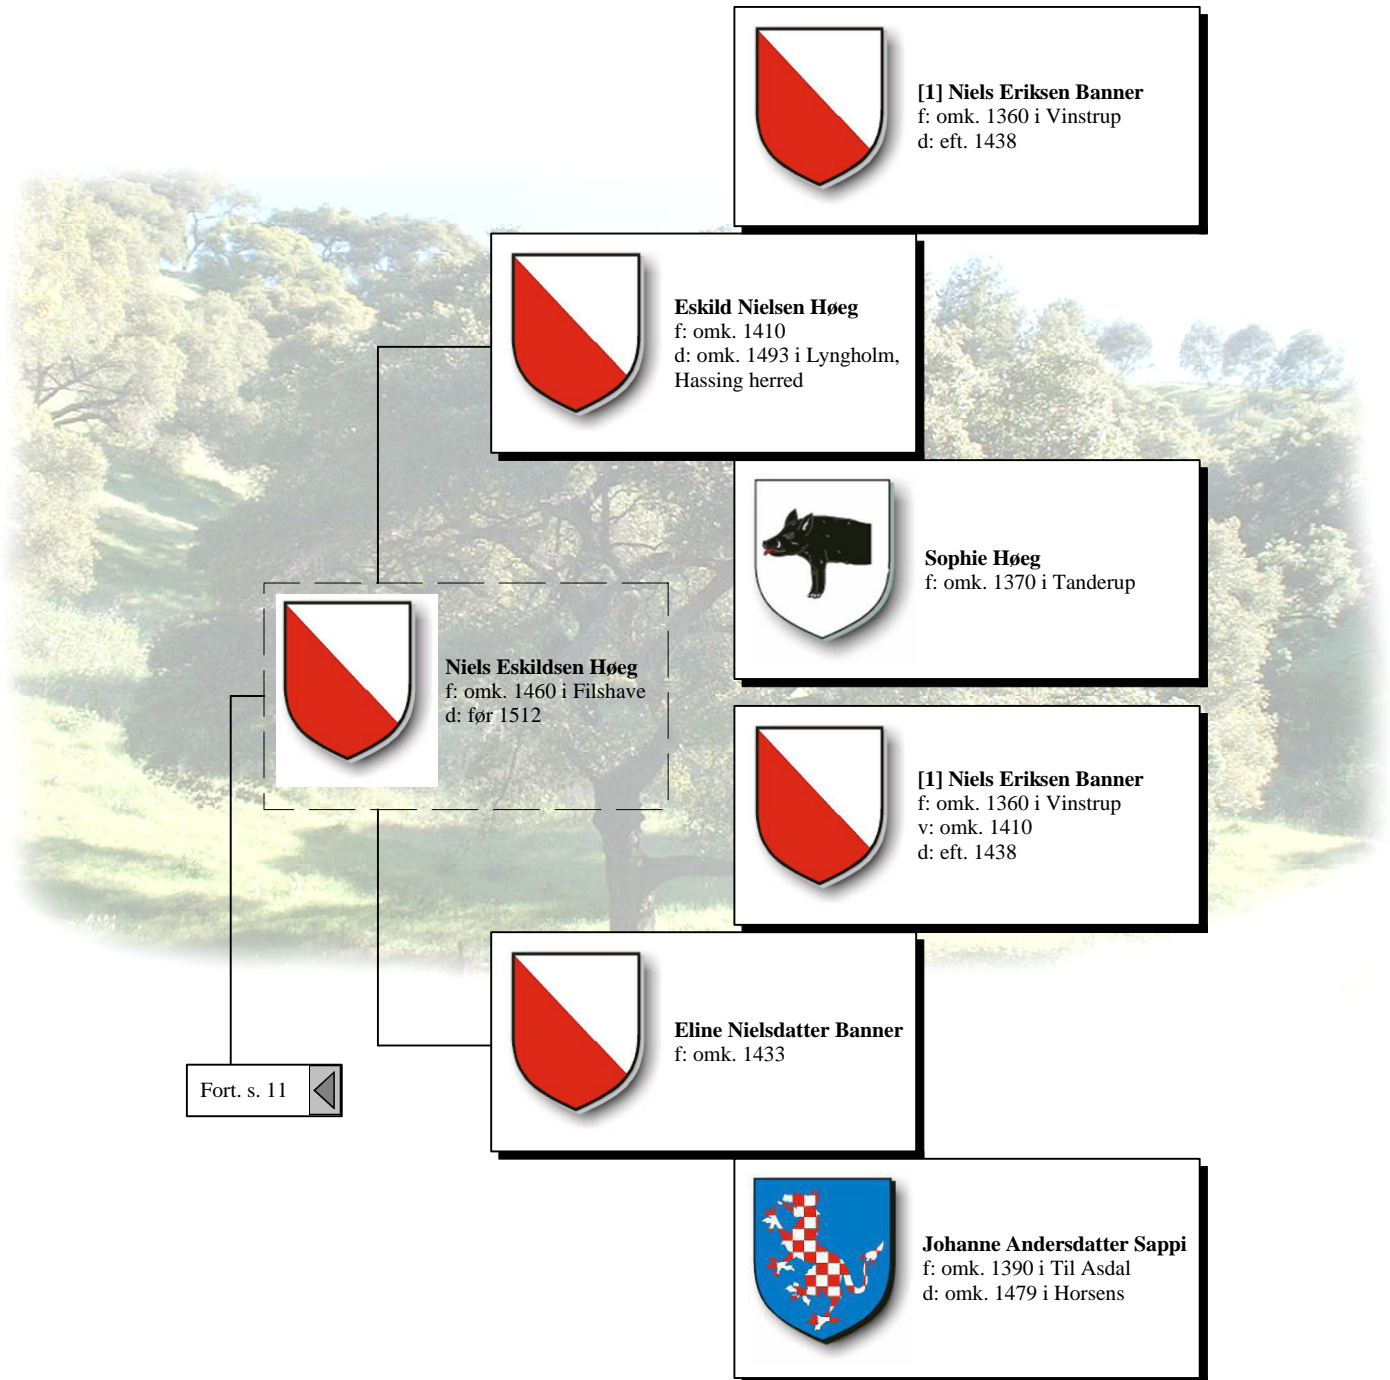 [1] Niels Eriksen Banner
f: omk. 1360 i Vinstrup
d: eft. 1438
Eskild Nielsen Høeg
f: omk. 1410
d: omk. 1493 i Lyngholm,
Hassing herred
Sophie Høeg
f: omk. 1370 i Tanderup
Niels Eskildsen Høeg
f: omk. 1460 i Filshave
d: før 1512
[1] Niels Eriksen Banner
f: omk. 1360 i Vinstrup
v: omk. 1410
d: eft. 1438
Eline Nielsdatter Banner
f: omk. 1433
Fort. s. 11
Johanne Andersdatter Sappi
f: omk. 1390 i Til Asdal
d: omk. 1479 i Horsens